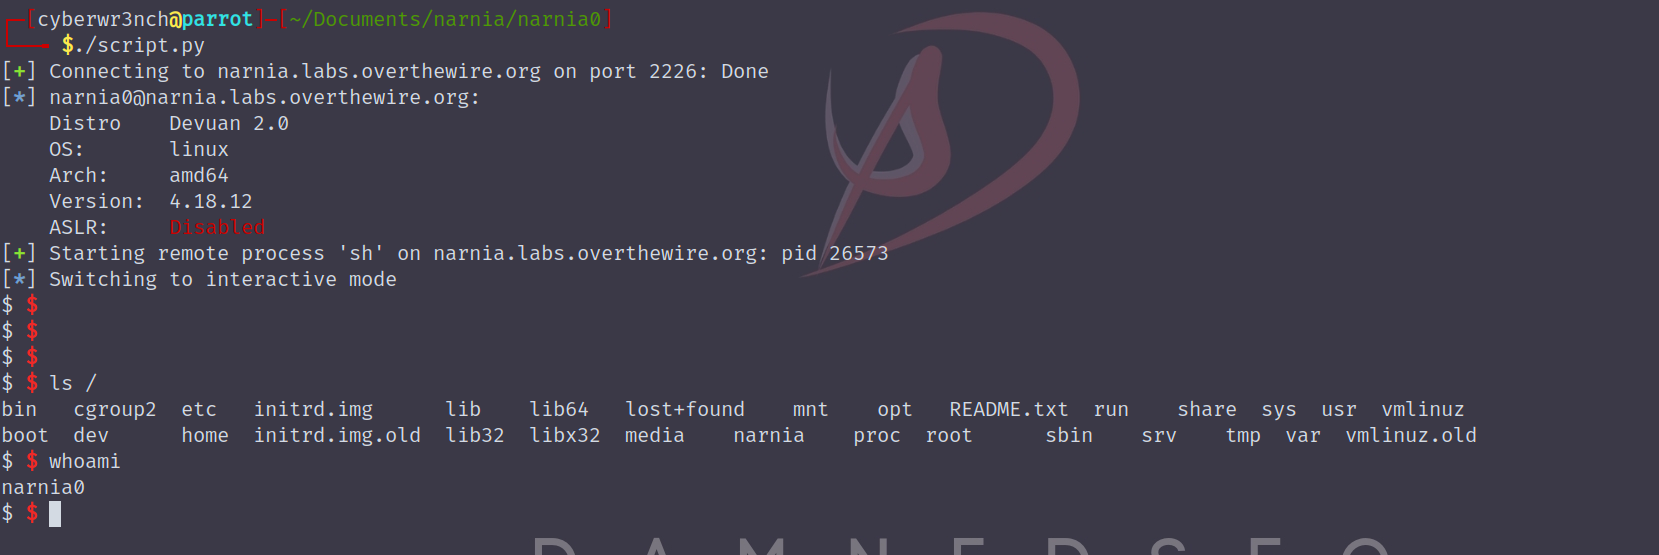 ┌─[cyberwr3nch@parrot]─[~/Documents/narnia/narnia0]
└──╼ $./script.py
[+] Connecting to narnia.labs.overthewire.org on port 2226: Done
[*] narnia0@narnia.labs.overthewire.org:
    Distro    Devuan 2.0
    OS:       linux
    Arch:     amd64
    Version:  4.18.12
    ASLR:     Disabled
[+] Starting remote process 'sh' on narnia.labs.overthewire.org: pid 26573
[*] Switching to interactive mode
$ $
$ $
$ $
$ $ ls /
bin   cgroup2  etc   initrd.img      lib    lib64   lost+found    mnt    opt   README.txt  run    share  sys  usr  vmlinuz
boot  dev      home  initrd.img.old  lib32  libx32  media    narnia    proc  root      sbin    srv    tmp  var  vmlinuz.old
$ $ whoami
narnia0
$ $
DAMNEDSEC